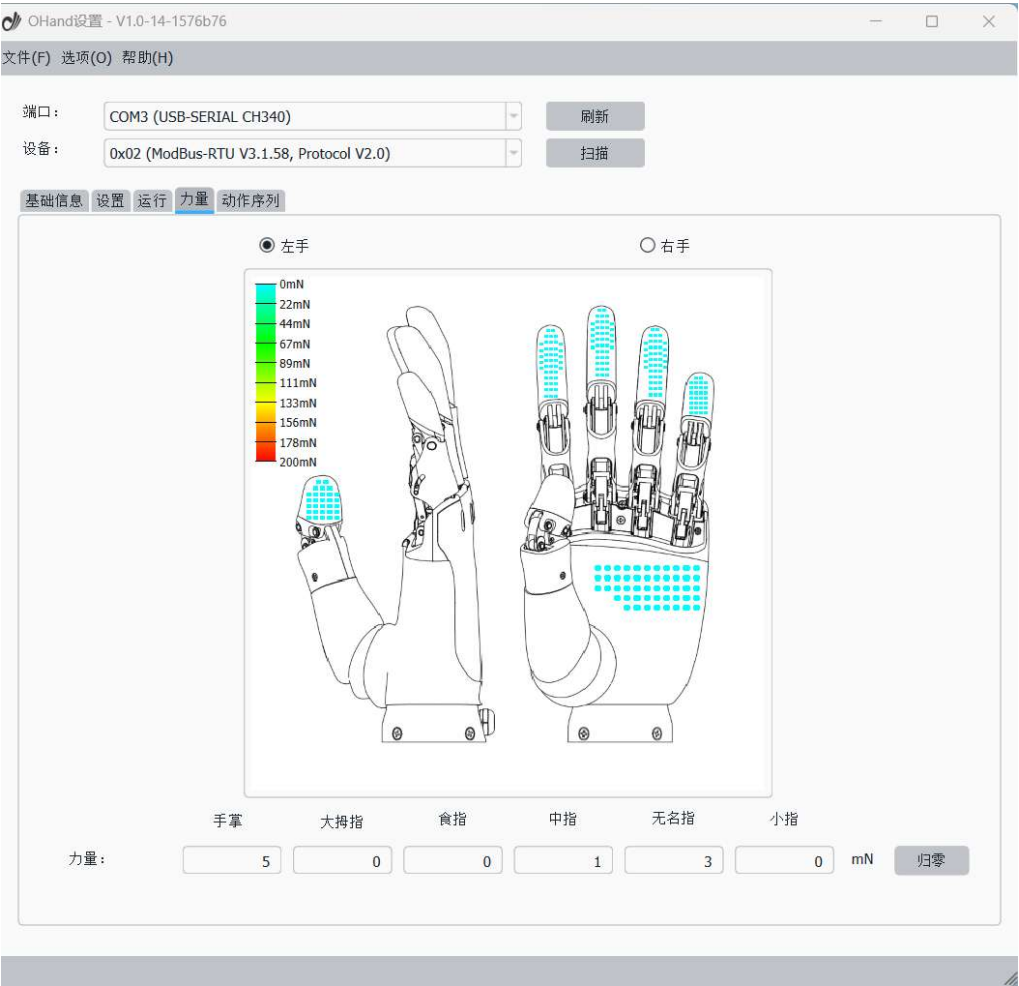 OHand设置 - V1.0-14-1576b76
文件(F) 选项(O) 帮助(H)
端口：
COM3 (USB-SERIAL CH340)
刷新
设备：
0x02 (ModBus-RTU V3.1.58, Protocol V2.0)
扫描
基础信息 设置 运行 力量 动作序列
左手 右手
0mN
22mN
44mN
67mN
89mN
111mN
133mN
156mN
178mN
200mN
手掌 大拇指 食指 中指 无名指 小指
力量： 5 0 0 1 3 0 mN 归零